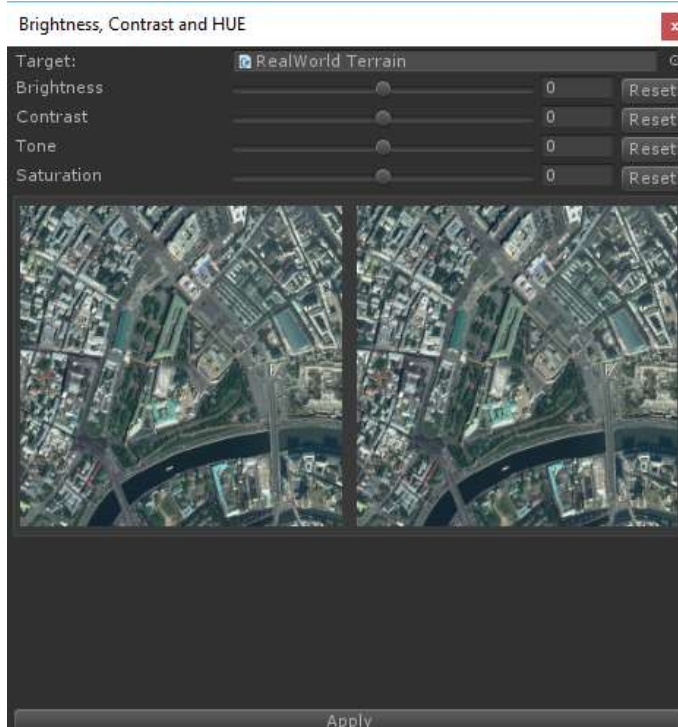 Brightness, Contrast and HUE x
Target: RealWorld Terrain
Brightness 0 Reset
Contrast 0 Reset
Tone 0 Reset
Saturation 0 Reset
Apply